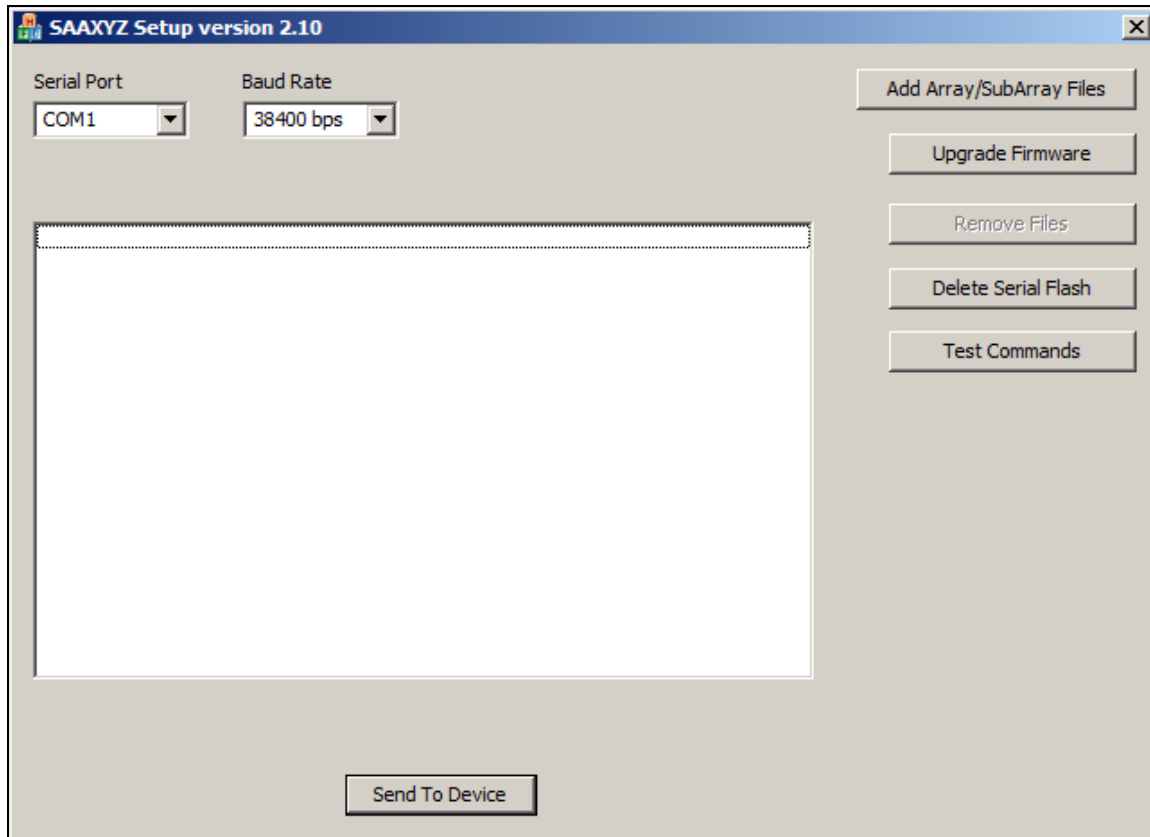 SAAXYZ Setup version 2.10
Serial Port
Baud Rate
COM1
38400 bps
Add Array/SubArray Files
Upgrade Firmware
Remove Files
Delete Serial Flash
Test Commands
Send To Device